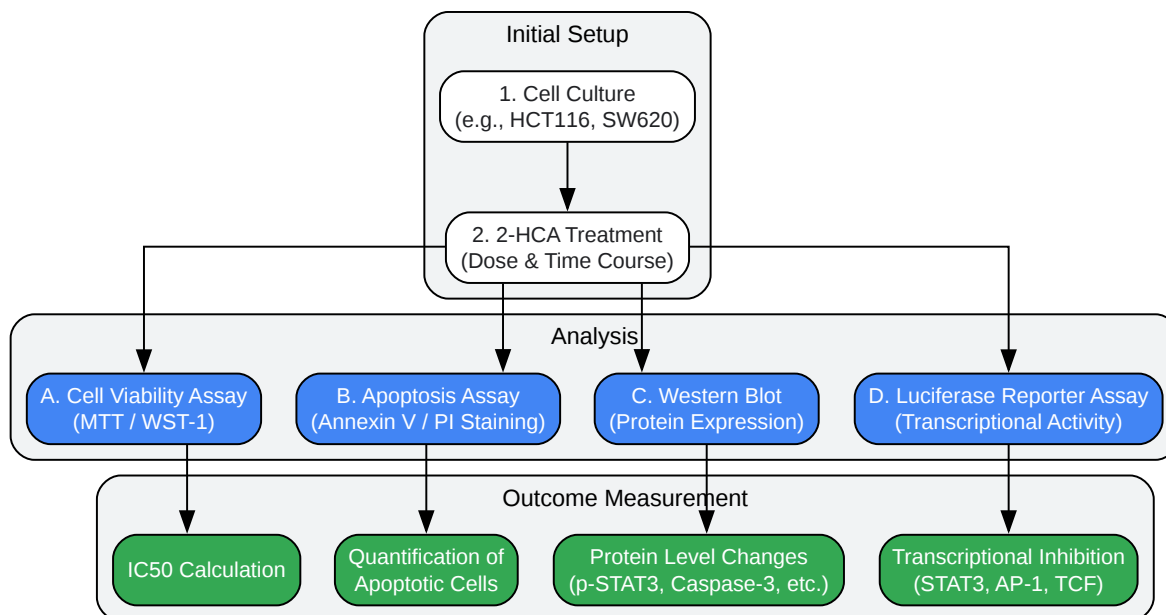 Initial Setup
1. Cell Culture
(e.g., HCT116, SW620)
2. 2-HCA Treatment
(Dose & Time Course)
Analysis
A. Cell Viability Assay
(MTT / WST-1)
B. Apoptosis Assay
(Annexin V / PI Staining)
C. Western Blot
(Protein Expression)
D. Luciferase Reporter Assay
(Transcriptional Activity)
Outcome Measurement
IC50 Calculation
Quantification of
Apoptotic Cells
Protein Level Changes
(p-STAT3, Caspase-3, etc.)
Transcriptional Inhibition
(STAT3, AP-1, TCF)